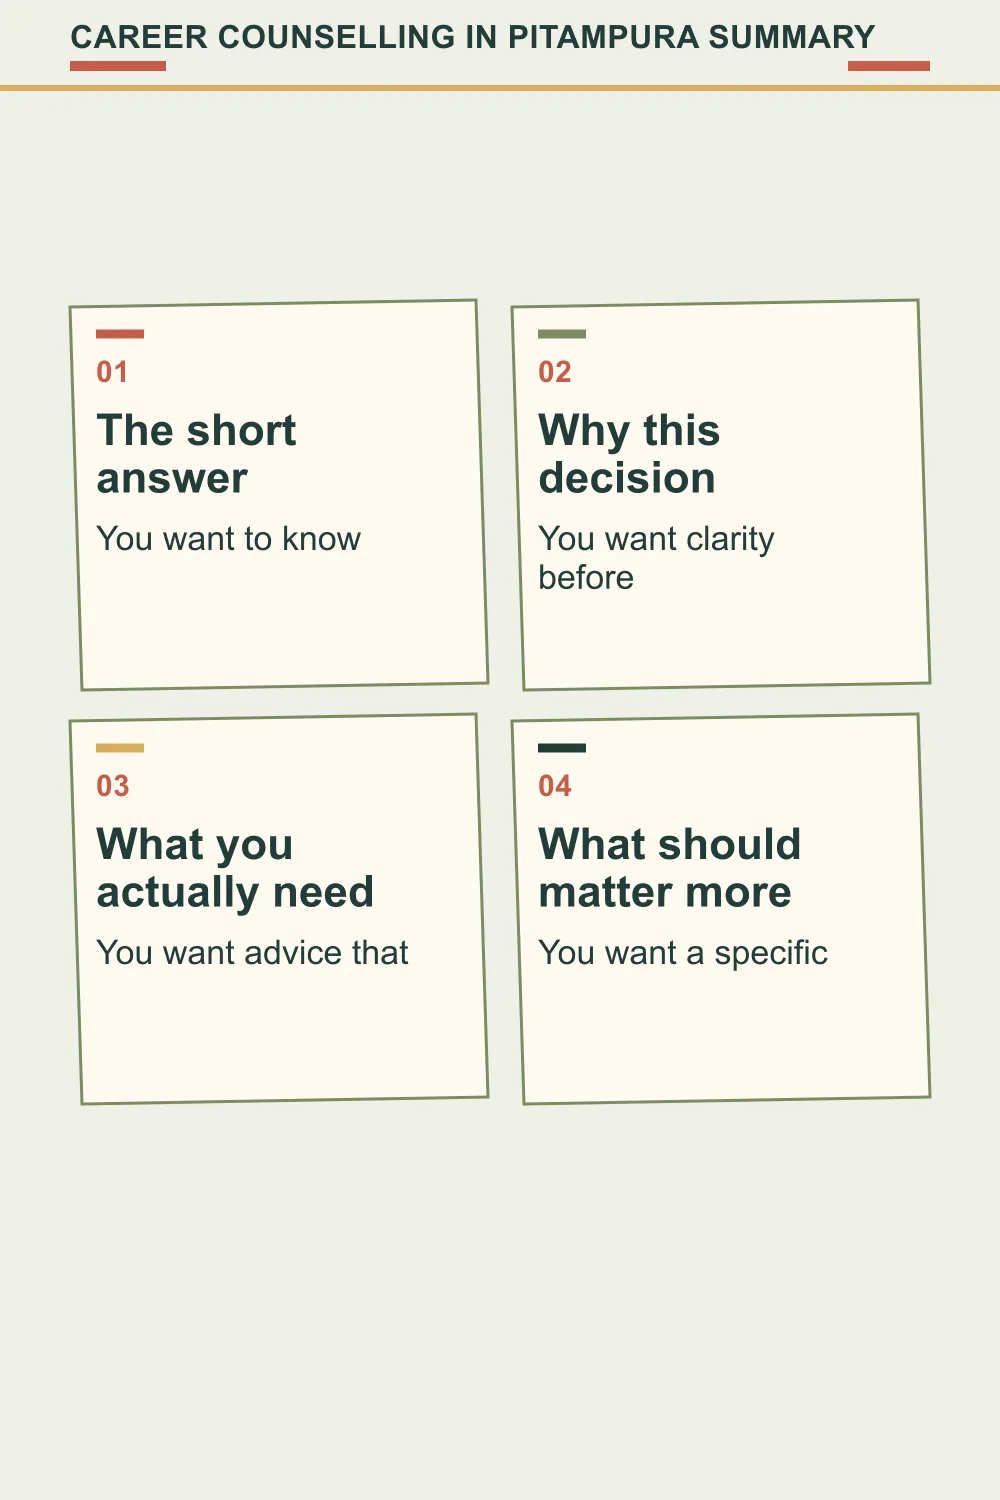 CAREER COUNSELLING IN PITAMPURA SUMMARY
01
The short
answer
You want to know
02
Why this
decision
You want clarity
before
03
What you
actually need
You want advice that
04
What should
matter more
You want a specific